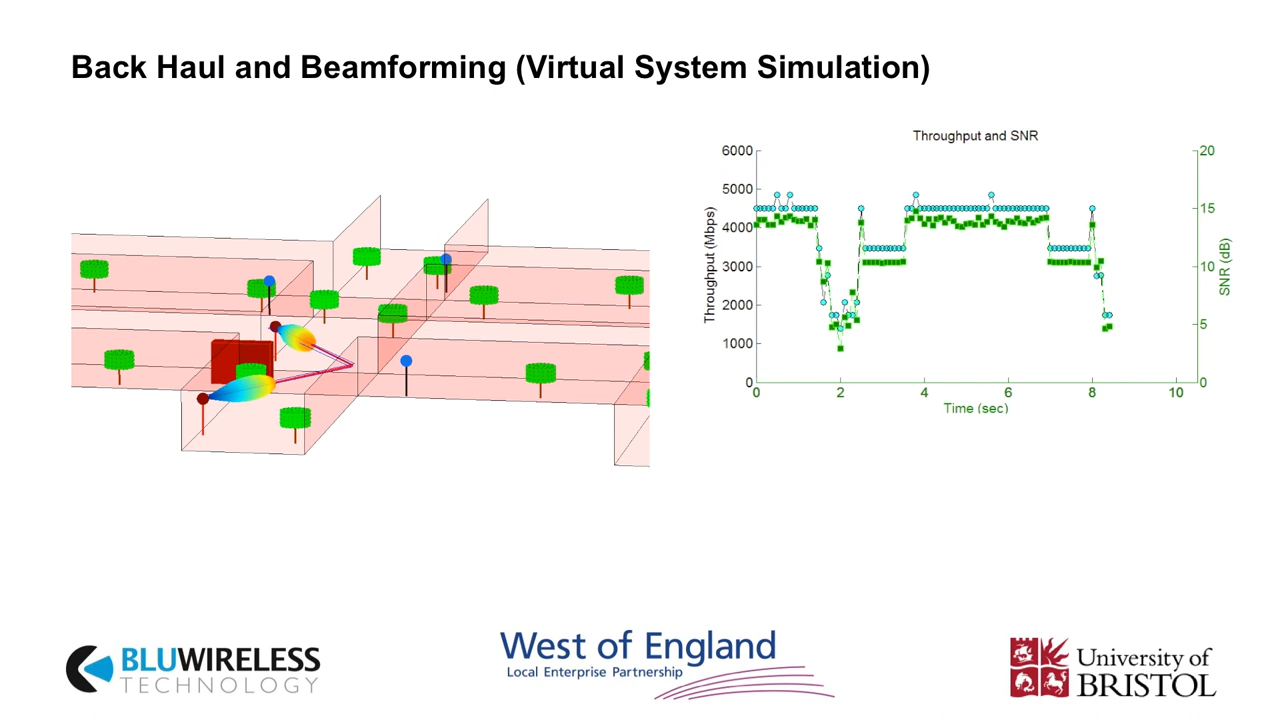 Back Haul and Beamforming (Virtual System Simulation)
Throughput and SNR
6000
5000
4000
3000
2000
1000
0
Throughput (Mbps)
20
15
10
5
0
SNR (dB)
0 2 4 6 8 10
Time (sec)
BLUWIRELESS
TECHNOLOGY
West of England
Local Enterprise Partnership
University of
BRISTOL